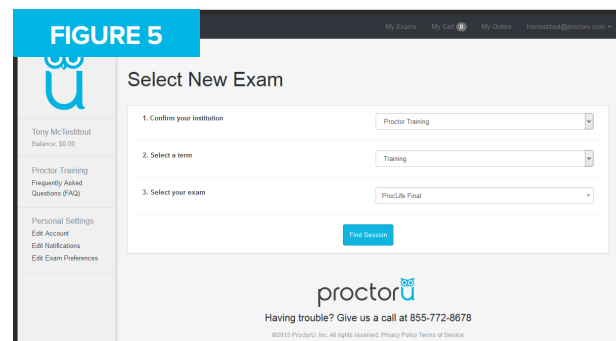 FIGURE 5
My Exams My Cart 0 My Orders tmctestitout@proctoru.com
u
Select New Exam
Tony McTestitout
Balance: $0.00
Proctor Training
Frequently Asked
Questions (FAQ)
Personal Settings
Edit Account
Edit Notifications
Edit Exam Preferences
1. Confirm your institution
Proctor Training
2. Select a term
Training
3. Select your exam
ProcLife Final
Find Session
proctoru
Having trouble? Give us a call at 855-772-8678
©2015 ProctorU, Inc. All rights reserved. Privacy Policy Terms of Service